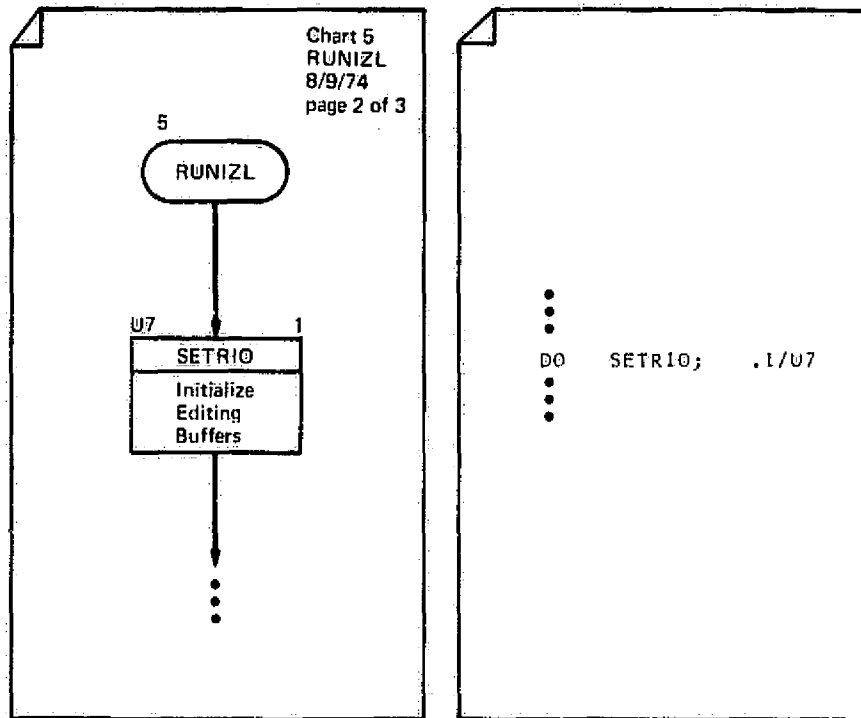 Chart 5
RUNIZL
8/9/74
page 2 of 3
5
RUNIZL
U7 1
SETRIO
Initialize
Editing
Buffers
DO SETRIO; .1/U7